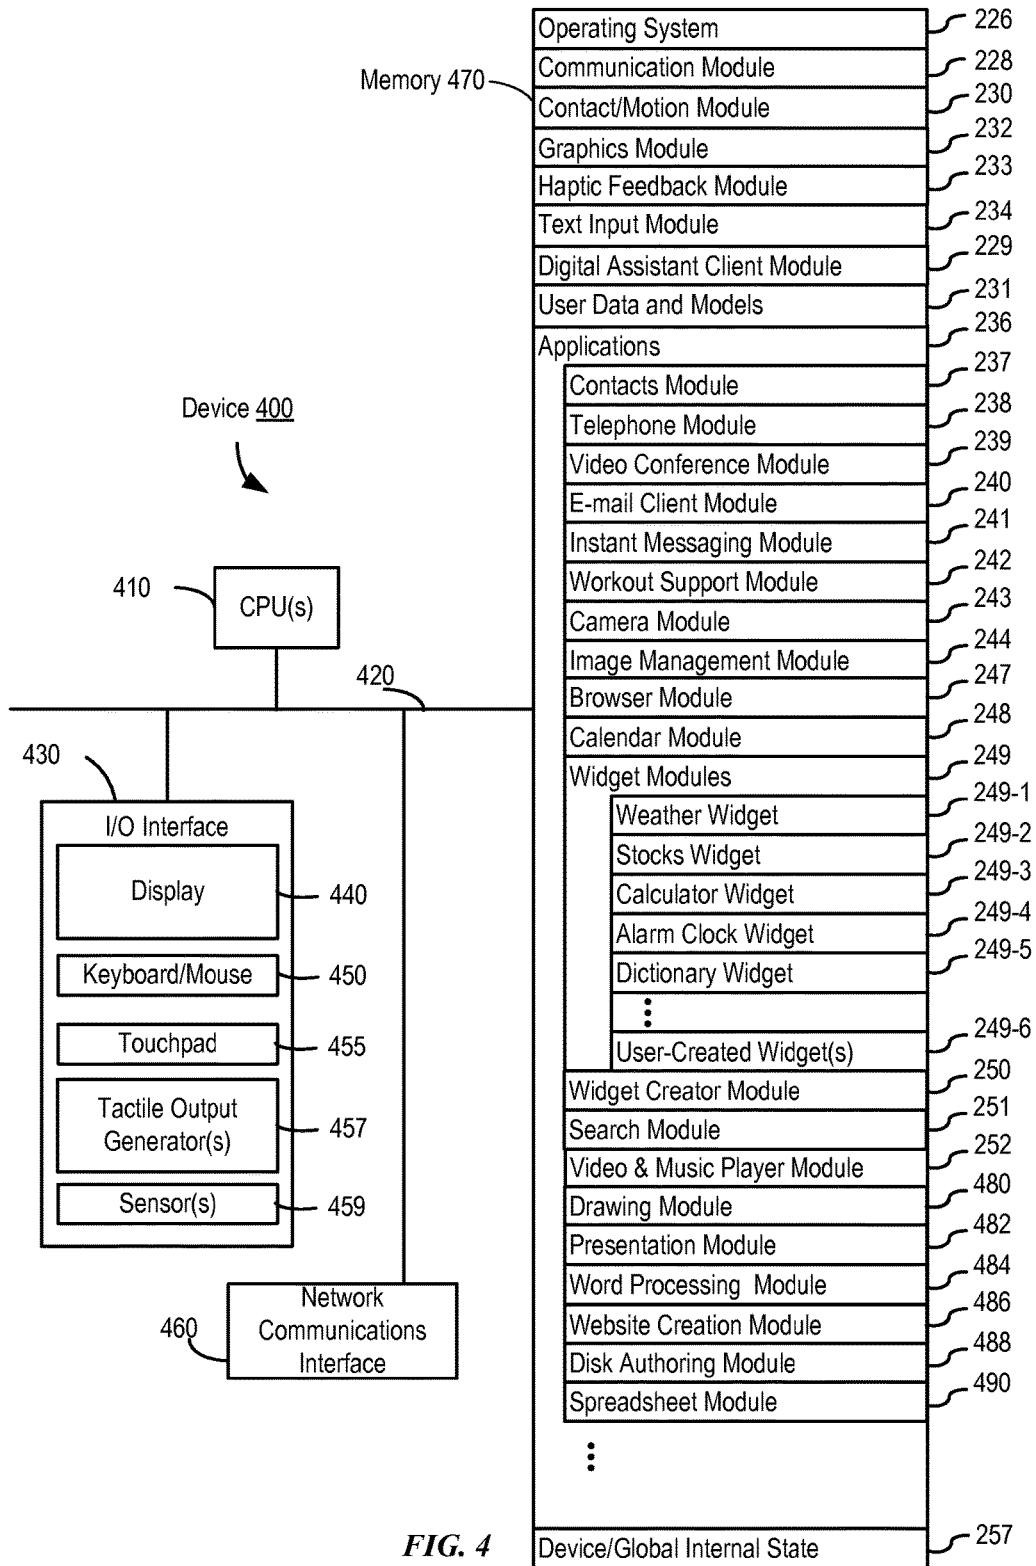 Operating System 226
Memory 470
Communication Module 228
Contact/Motion Module 230
Graphics Module 232
Haptic Feedback Module 233
Text Input Module 234
Digital Assistant Client Module 229
User Data and Models 231
Applications 236
Contacts Module 237
Device 400
Telephone Module 238
Video Conference Module 239
E-mail Client Module 240
Instant Messaging Module 241
410
CPU(s)
Workout Support Module 242
Camera Module 243
Image Management Module 244
420
Browser Module 247
Calendar Module 248
430
Widget Modules 249
I/O Interface
Display 440
Keyboard/Mouse 450
Touchpad 455
Tactile Output
Generator(s) 457
Sensor(s) 459
Weather Widget 249-1
Stocks Widget 249-2
Calculator Widget 249-3
Alarm Clock Widget 249-4
Dictionary Widget 249-5
User-Created Widget(s) 249-6
Widget Creator Module 250
Search Module 251
Video & Music Player Module 252
Drawing Module 480
Presentation Module 482
Word Processing Module 484
Website Creation Module 486
Disk Authoring Module 488
Spreadsheet Module 490
460
Network
Communications
Interface
FIG. 4
Device/Global Internal State 257